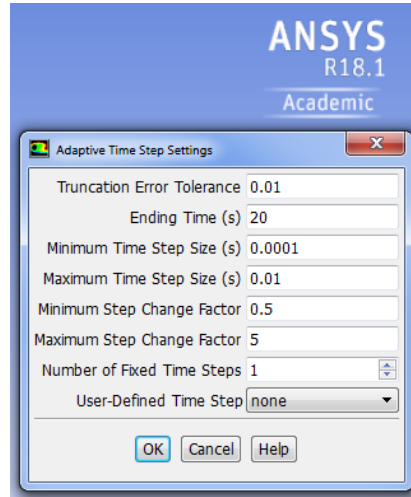 ANSYS
R18.1
Academic
Adaptive Time Step Settings
Truncation Error Tolerance 0.01
Ending Time (s) 20
Minimum Time Step Size (s) 0.0001
Maximum Time Step Size (s) 0.01
Minimum Step Change Factor 0.5
Maximum Step Change Factor 5
Number of Fixed Time Steps 1
User-Defined Time Step none
OK Cancel Help